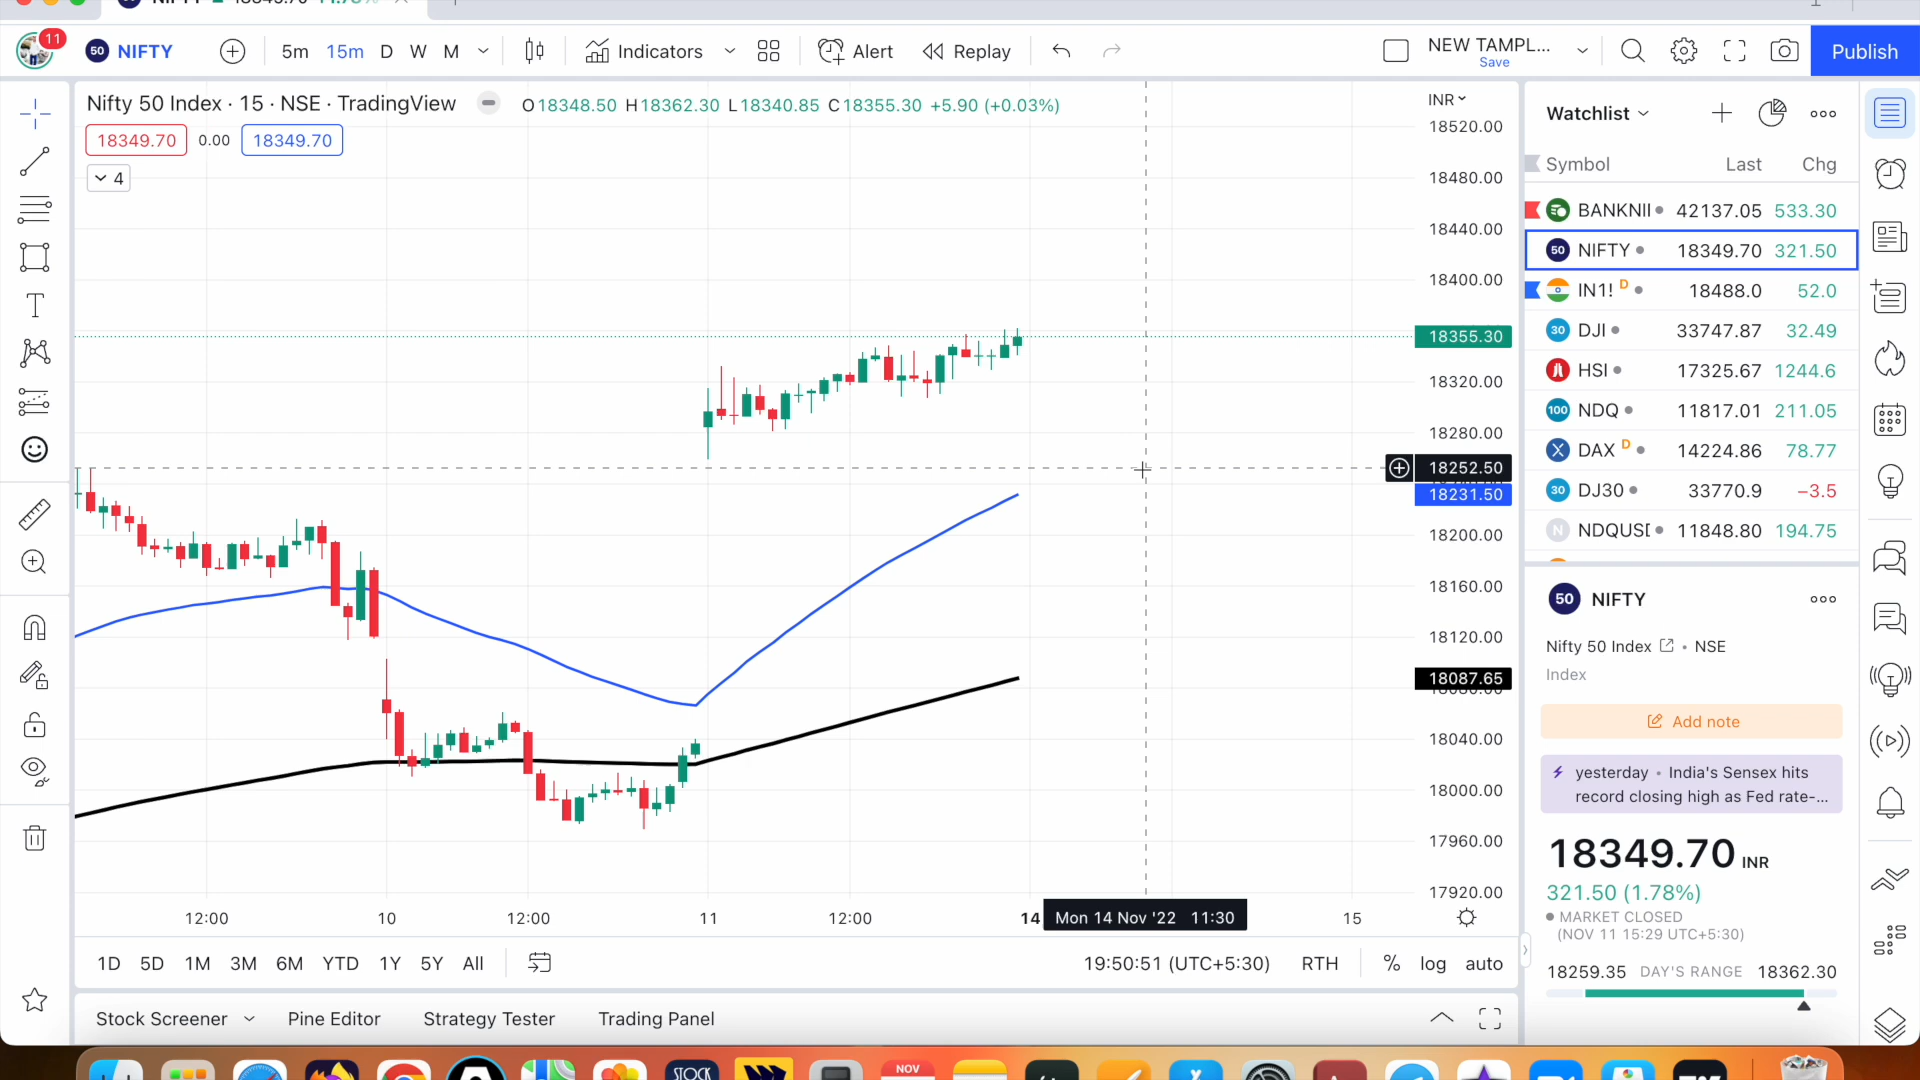 11
50 NIFTY
5m 15m D W M
Indicators
Alert
Replay
NEW TAMPL...
Save
Publish
Nifty 50 Index · 15 · NSE · TradingView
O18348.50 H18362.30 L18340.85 C18355.30 +5.90 (+0.03%)
18349.70 0.00 18349.70
4
INR
18520.00
18480.00
18440.00
18400.00
18355.30
18320.00
18280.00
18252.50
18231.50
18200.00
18160.00
18120.00
18087.65
18040.00
18000.00
17960.00
17920.00
12:00 10 12:00 11 12:00 14 Mon 14 Nov '22 11:30 15
1D 5D 1M 3M 6M YTD 1Y 5Y All
19:50:51 (UTC+5:30) RTH % log auto
Stock Screener Pine Editor Strategy Tester Trading Panel
Watchlist
Symbol Last Chg
BANKNII 42137.05 533.30
50 NIFTY 18349.70 321.50
IN1! D 18488.0 52.0
30 DJI 33747.87 32.49
HSI 17325.67 1244.6
100 NDQ 11817.01 211.05
DAX D 14224.86 78.77
30 DJ30 33770.9 −3.5
N NDQUSI 11848.80 194.75
50 NIFTY
Nifty 50 Index • NSE
Index
Add note
yesterday • India's Sensex hits
record closing high as Fed rate-...
18349.70 INR
321.50 (1.78%)
MARKET CLOSED
(NOV 11 15:29 UTC+5:30)
18259.35 DAY'S RANGE 18362.30
STOCK
NOV